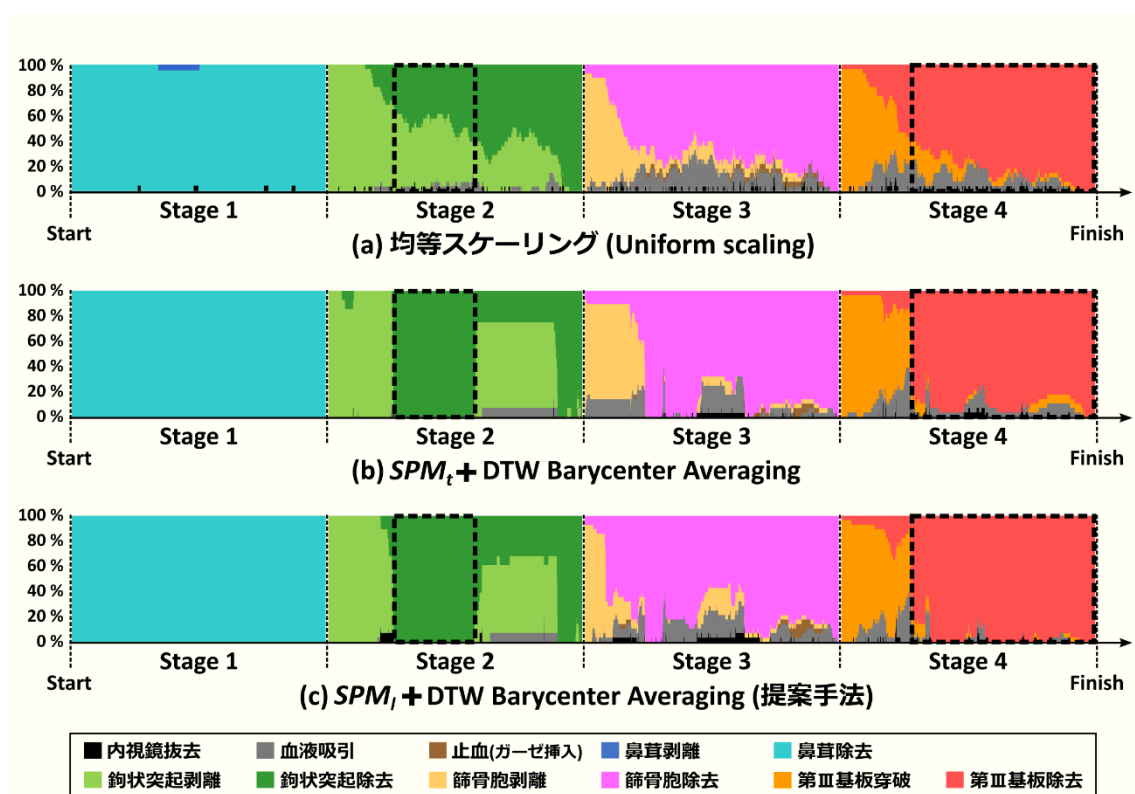 100 %
80 %
60 %
40 %
20 %
0 %
Stage 1 Stage 2 Stage 3 Stage 4
Start Finish
(a) 均等スケーリング (Uniform scaling)
100 %
80 %
60 %
40 %
20 %
0 %
Stage 1 Stage 2 Stage 3 Stage 4
Start Finish
(b) SPMt + DTW Barycenter Averaging
100 %
80 %
60 %
40 %
20 %
0 %
Stage 1 Stage 2 Stage 3 Stage 4
Start Finish
(c) SPMl + DTW Barycenter Averaging (提案手法)
内視鏡抜去 血液吸引 止血(ガーゼ挿入) 鼻茸剥離 鼻茸除去
鉤状突起剥離 鉤状突起除去 篩骨胞剥離 篩骨胞除去 第Ⅲ基板穿破 第Ⅲ基板除去